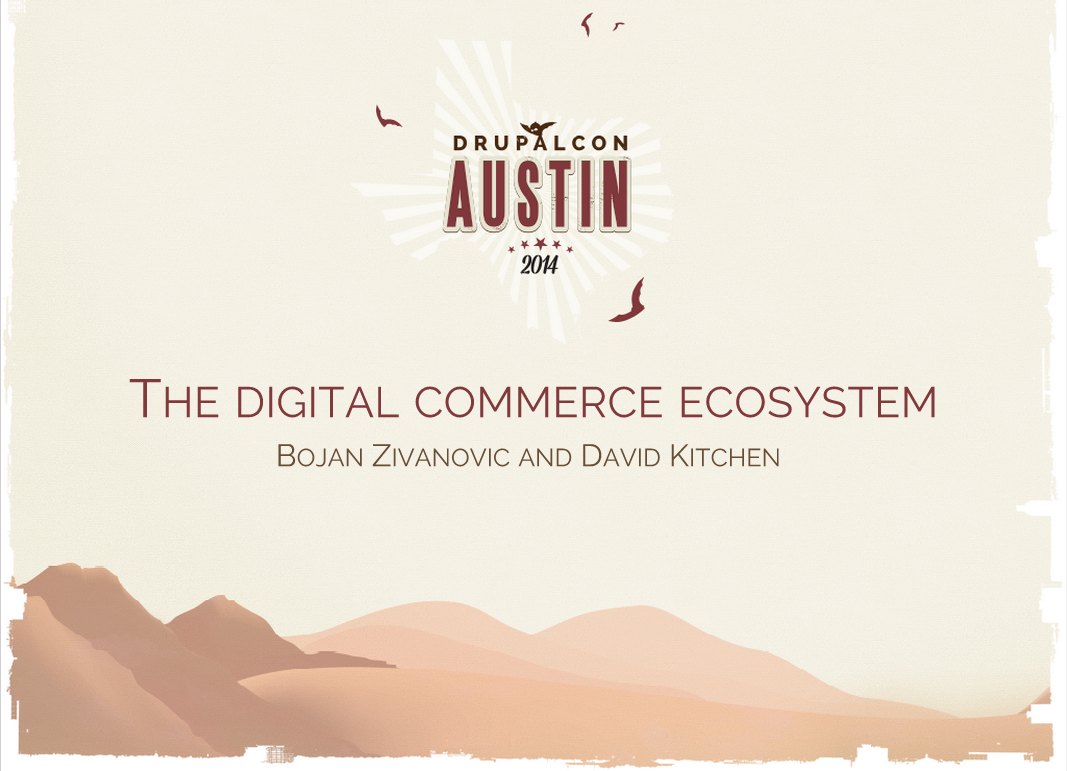 DRUPALCON
AUSTIN
2014
The digital commerce ecosystem
Bojan Zivanovic and David Kitchen